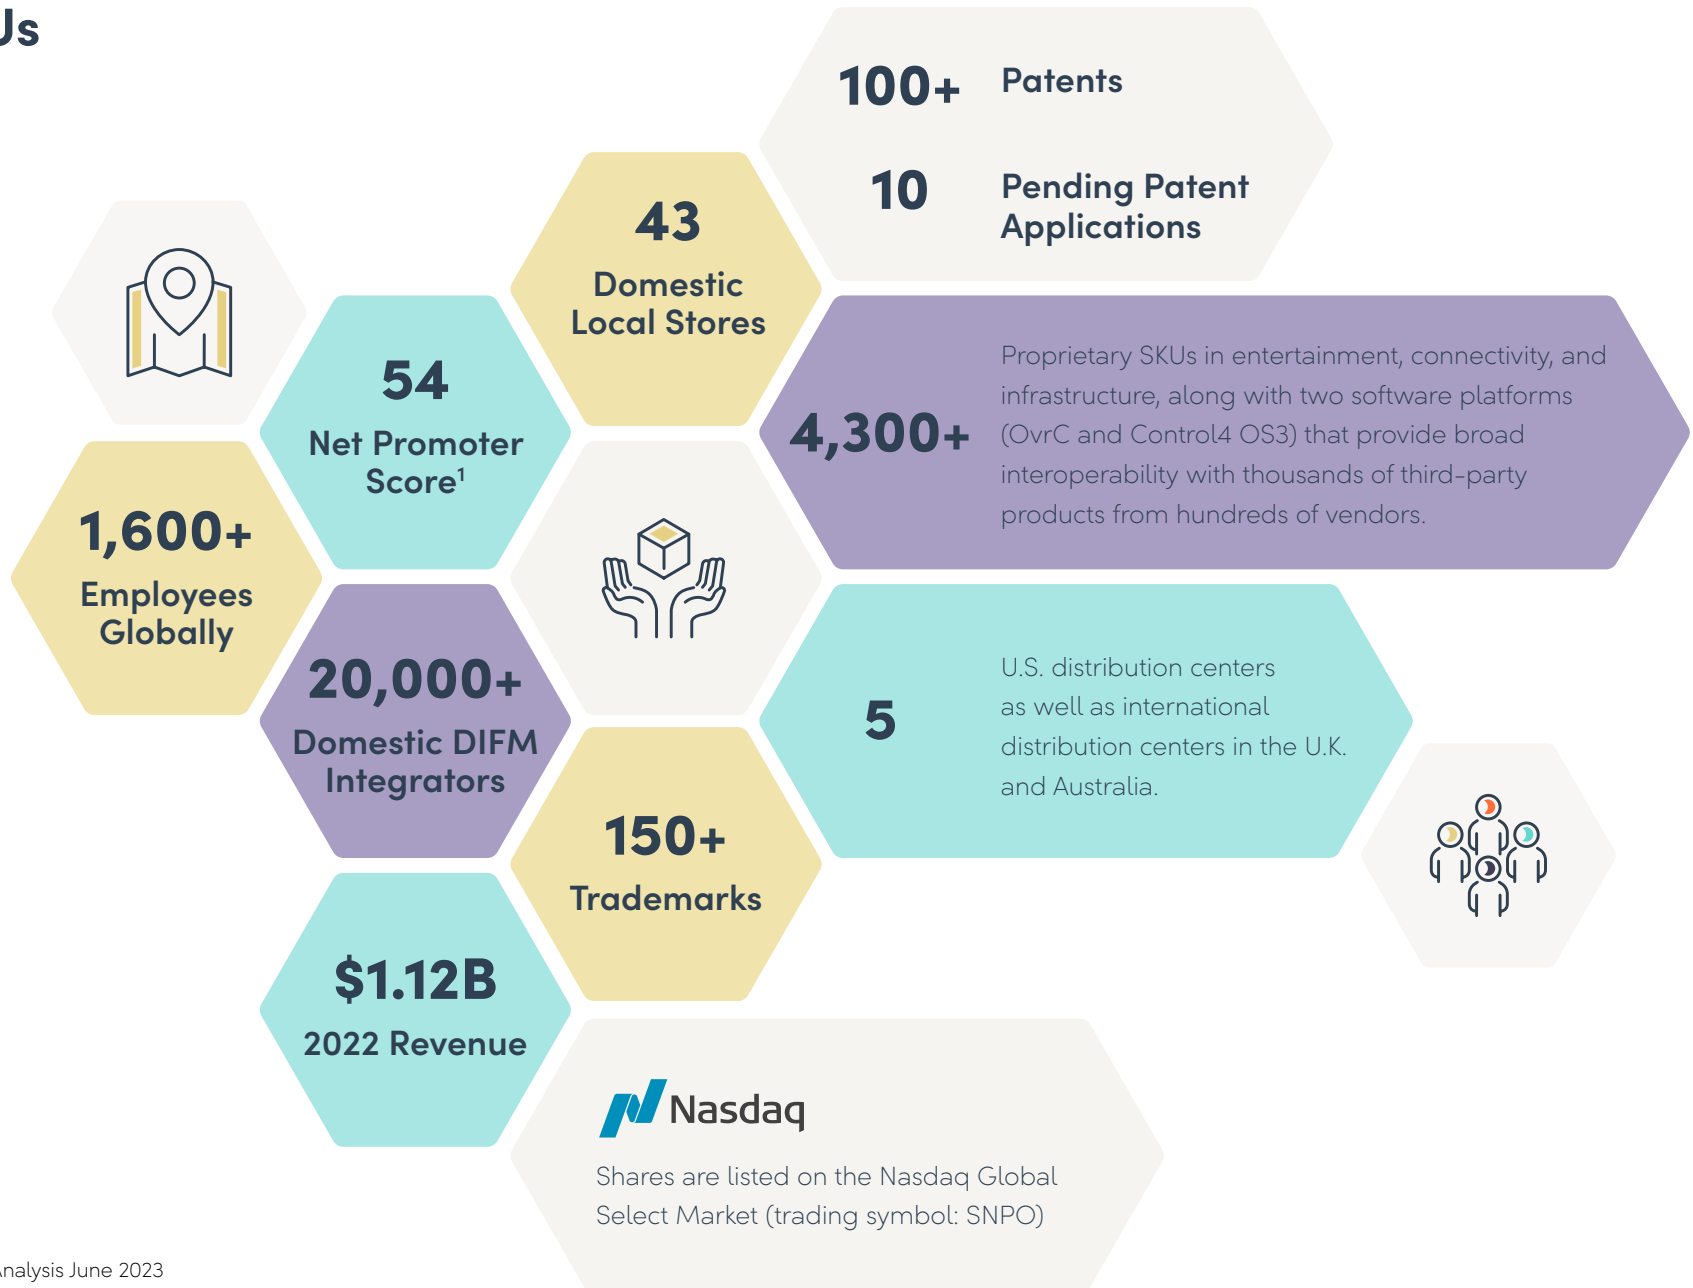 Us
100+
Patents
10
Pending Patent
Applications
43
Domestic
Local Stores
54
Net Promoter
Score¹
4,300+
Proprietary SKUs in entertainment, connectivity, and
infrastructure, along with two software platforms
(OvrC and Control4 OS3) that provide broad
interoperability with thousands of third-party
products from hundreds of vendors.
1,600+
Employees
Globally
20,000+
Domestic DIFM
Integrators
5
U.S. distribution centers
as well as international
distribution centers in the U.K.
and Australia.
150+
Trademarks
$1.12B
2022 Revenue
Nasdaq
Shares are listed on the Nasdaq Global
Select Market (trading symbol: SNPO)
Analysis June 2023